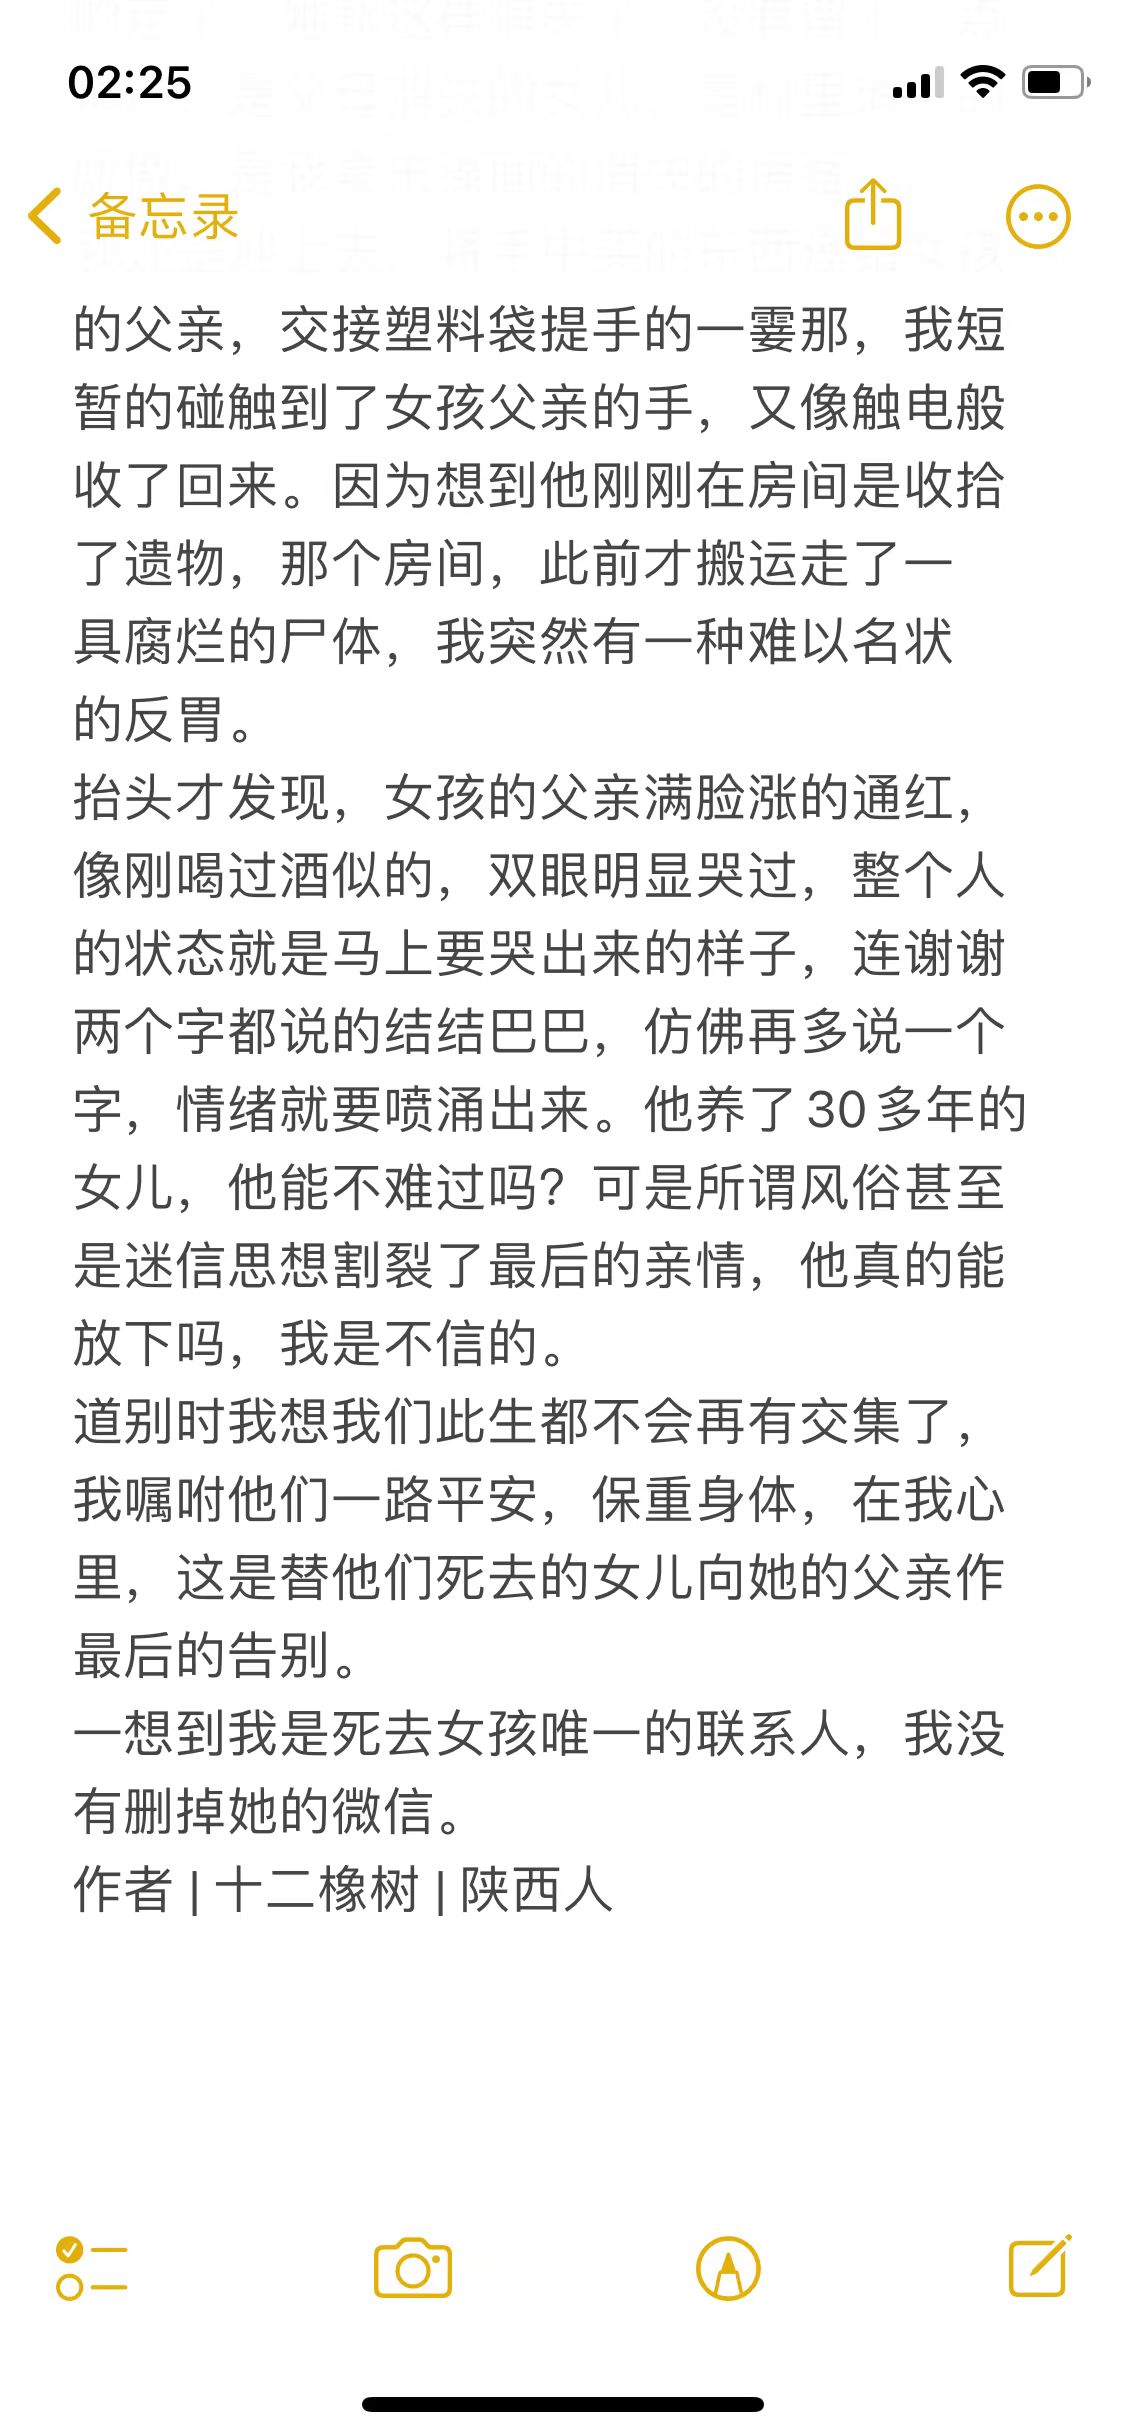 02:25
备忘录
的父亲，交接塑料袋提手的一霎那，我短
暂的碰触到了女孩父亲的手，又像触电般
收了回来。因为想到他刚刚在房间是收拾
了遗物，那个房间，此前才搬运走了一
具腐烂的尸体，我突然有一种难以名状
的反胃。
抬头才发现，女孩的父亲满脸涨的通红，
像刚喝过酒似的，双眼明显哭过，整个人
的状态就是马上要哭出来的样子，连谢谢
两个字都说的结结巴巴，仿佛再多说一个
字，情绪就要喷涌出来。他养了30多年的
女儿，他能不难过吗？可是所谓风俗甚至
是迷信思想割裂了最后的亲情，他真的能
放下吗，我是不信的。
道别时我想我们此生都不会再有交集了，
我嘱咐他们一路平安，保重身体，在我心
里，这是替他们死去的女儿向她的父亲作
最后的告别。
一想到我是死去女孩唯一的联系人，我没
有删掉她的微信。
作者 | 十二橡树 | 陕西人